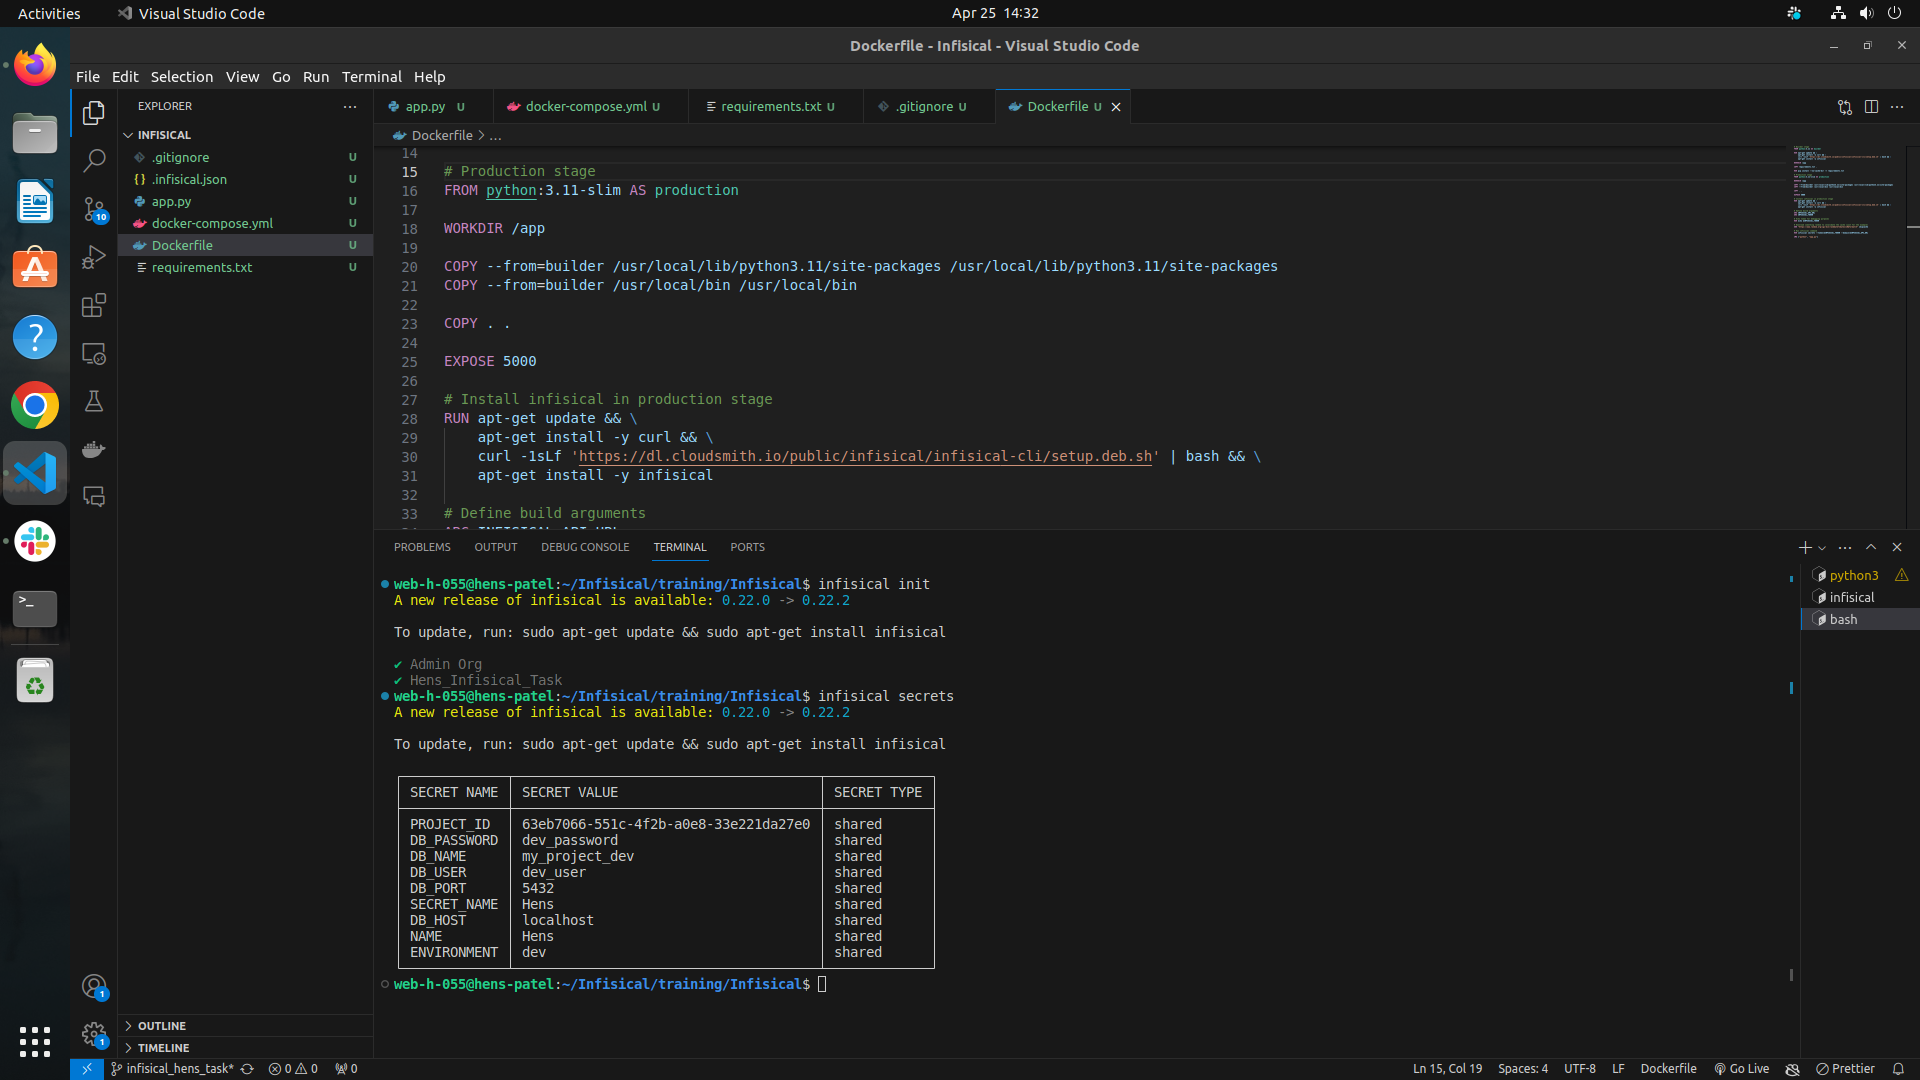 Activities
Visual Studio Code
Apr 25 14:32
Dockerfile - Infisical - Visual Studio Code
File Edit Selection View Go Run Terminal Help
EXPLORER
INFISICAL
.gitignore U
.infisical.json U
app.py U
docker-compose.yml U
Dockerfile U
requirements.txt U
10
1
1
OUTLINE
TIMELINE
app.py U
docker-compose.yml U
requirements.txt U
.gitignore U
Dockerfile U
Dockerfile > ...
14
15 # Production stage
16 FROM python:3.11-slim AS production
17
18 WORKDIR /app
19
20 COPY --from=builder /usr/local/lib/python3.11/site-packages /usr/local/lib/python3.11/site-packages
21 COPY --from=builder /usr/local/bin /usr/local/bin
22
23 COPY . .
24
25 EXPOSE 5000
26
27 # Install infisical in production stage
28 RUN apt-get update && \
29 apt-get install -y curl && \
30 curl -1sLf 'https://dl.cloudsmith.io/public/infisical/infisical-cli/setup.deb.sh' | bash && \
31 apt-get install -y infisical
32
33 # Define build arguments
PROBLEMS OUTPUT DEBUG CONSOLE TERMINAL PORTS
web-h-055@hens-patel:~/Infisical/training/Infisical$ infisical init
A new release of infisical is available: 0.22.0 -> 0.22.2
To update, run: sudo apt-get update && sudo apt-get install infisical
✔ Admin Org
✔ Hens_Infisical_Task
web-h-055@hens-patel:~/Infisical/training/Infisical$ infisical secrets
A new release of infisical is available: 0.22.0 -> 0.22.2
To update, run: sudo apt-get update && sudo apt-get install infisical
SECRET NAME SECRET VALUE SECRET TYPE
PROJECT_ID 63eb7066-551c-4f2b-a0e8-33e221da27e0 shared
DB_PASSWORD dev_password shared
DB_NAME my_project_dev shared
DB_USER dev_user shared
DB_PORT 5432 shared
SECRET_NAME Hens shared
DB_HOST localhost shared
NAME Hens shared
ENVIRONMENT dev shared
web-h-055@hens-patel:~/Infisical/training/Infisical$
python3
infisical
bash
infisical_hens_task* 0 0 0
Ln 15, Col 19 Spaces: 4 UTF-8 LF Dockerfile Go Live Prettier